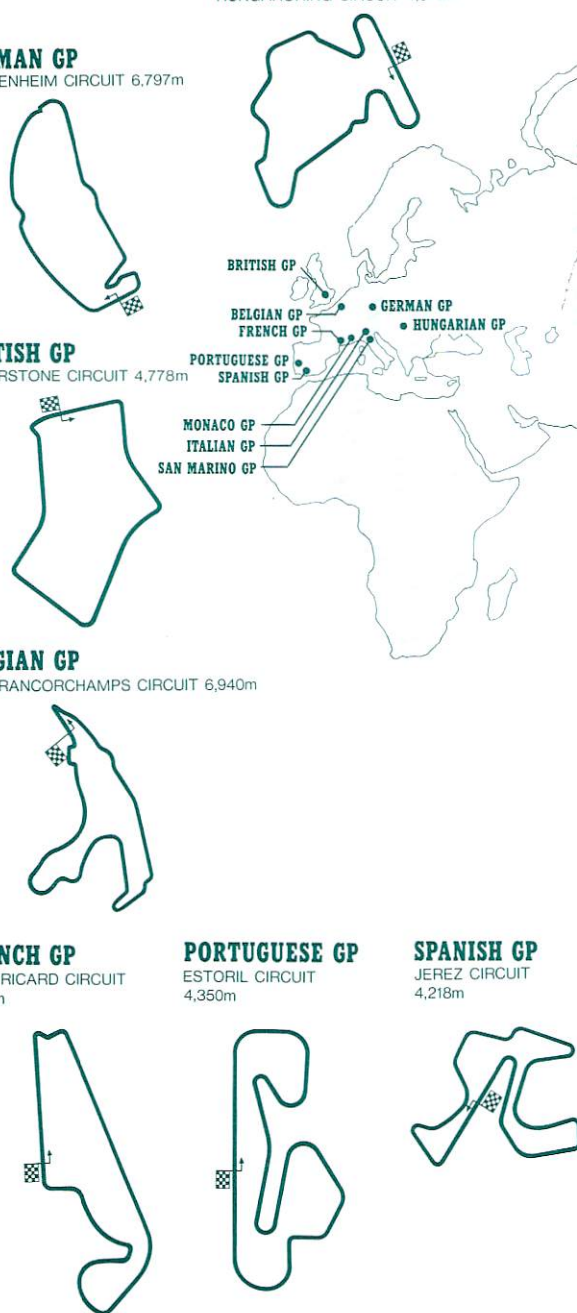 MAN GP
ENHEIM CIRCUIT 6,797m
BRITISH GP
BELGIAN GP
GERMAN GP
FRENCH GP
HUNGARIAN GP
PORTUGUESE GP
SPANISH GP
MONACO GP
ITALIAN GP
SAN MARINO GP
TISH GP
RSTONE CIRCUIT 4,778m
GIAN GP
RANCORCHAMPS CIRCUIT 6,940m
NCH GP
RICARD CIRCUIT
m
PORTUGUESE GP
ESTORIL CIRCUIT
4,350m
SPANISH GP
JEREZ CIRCUIT
4,218m